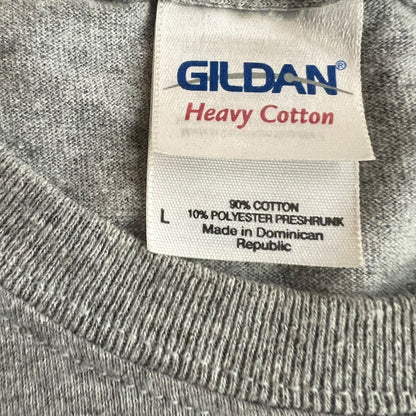 GILDAN®
Heavy Cotton
90% COTTON
L 10% POLYESTER PRESHRUNK
Made in Dominican
Republic